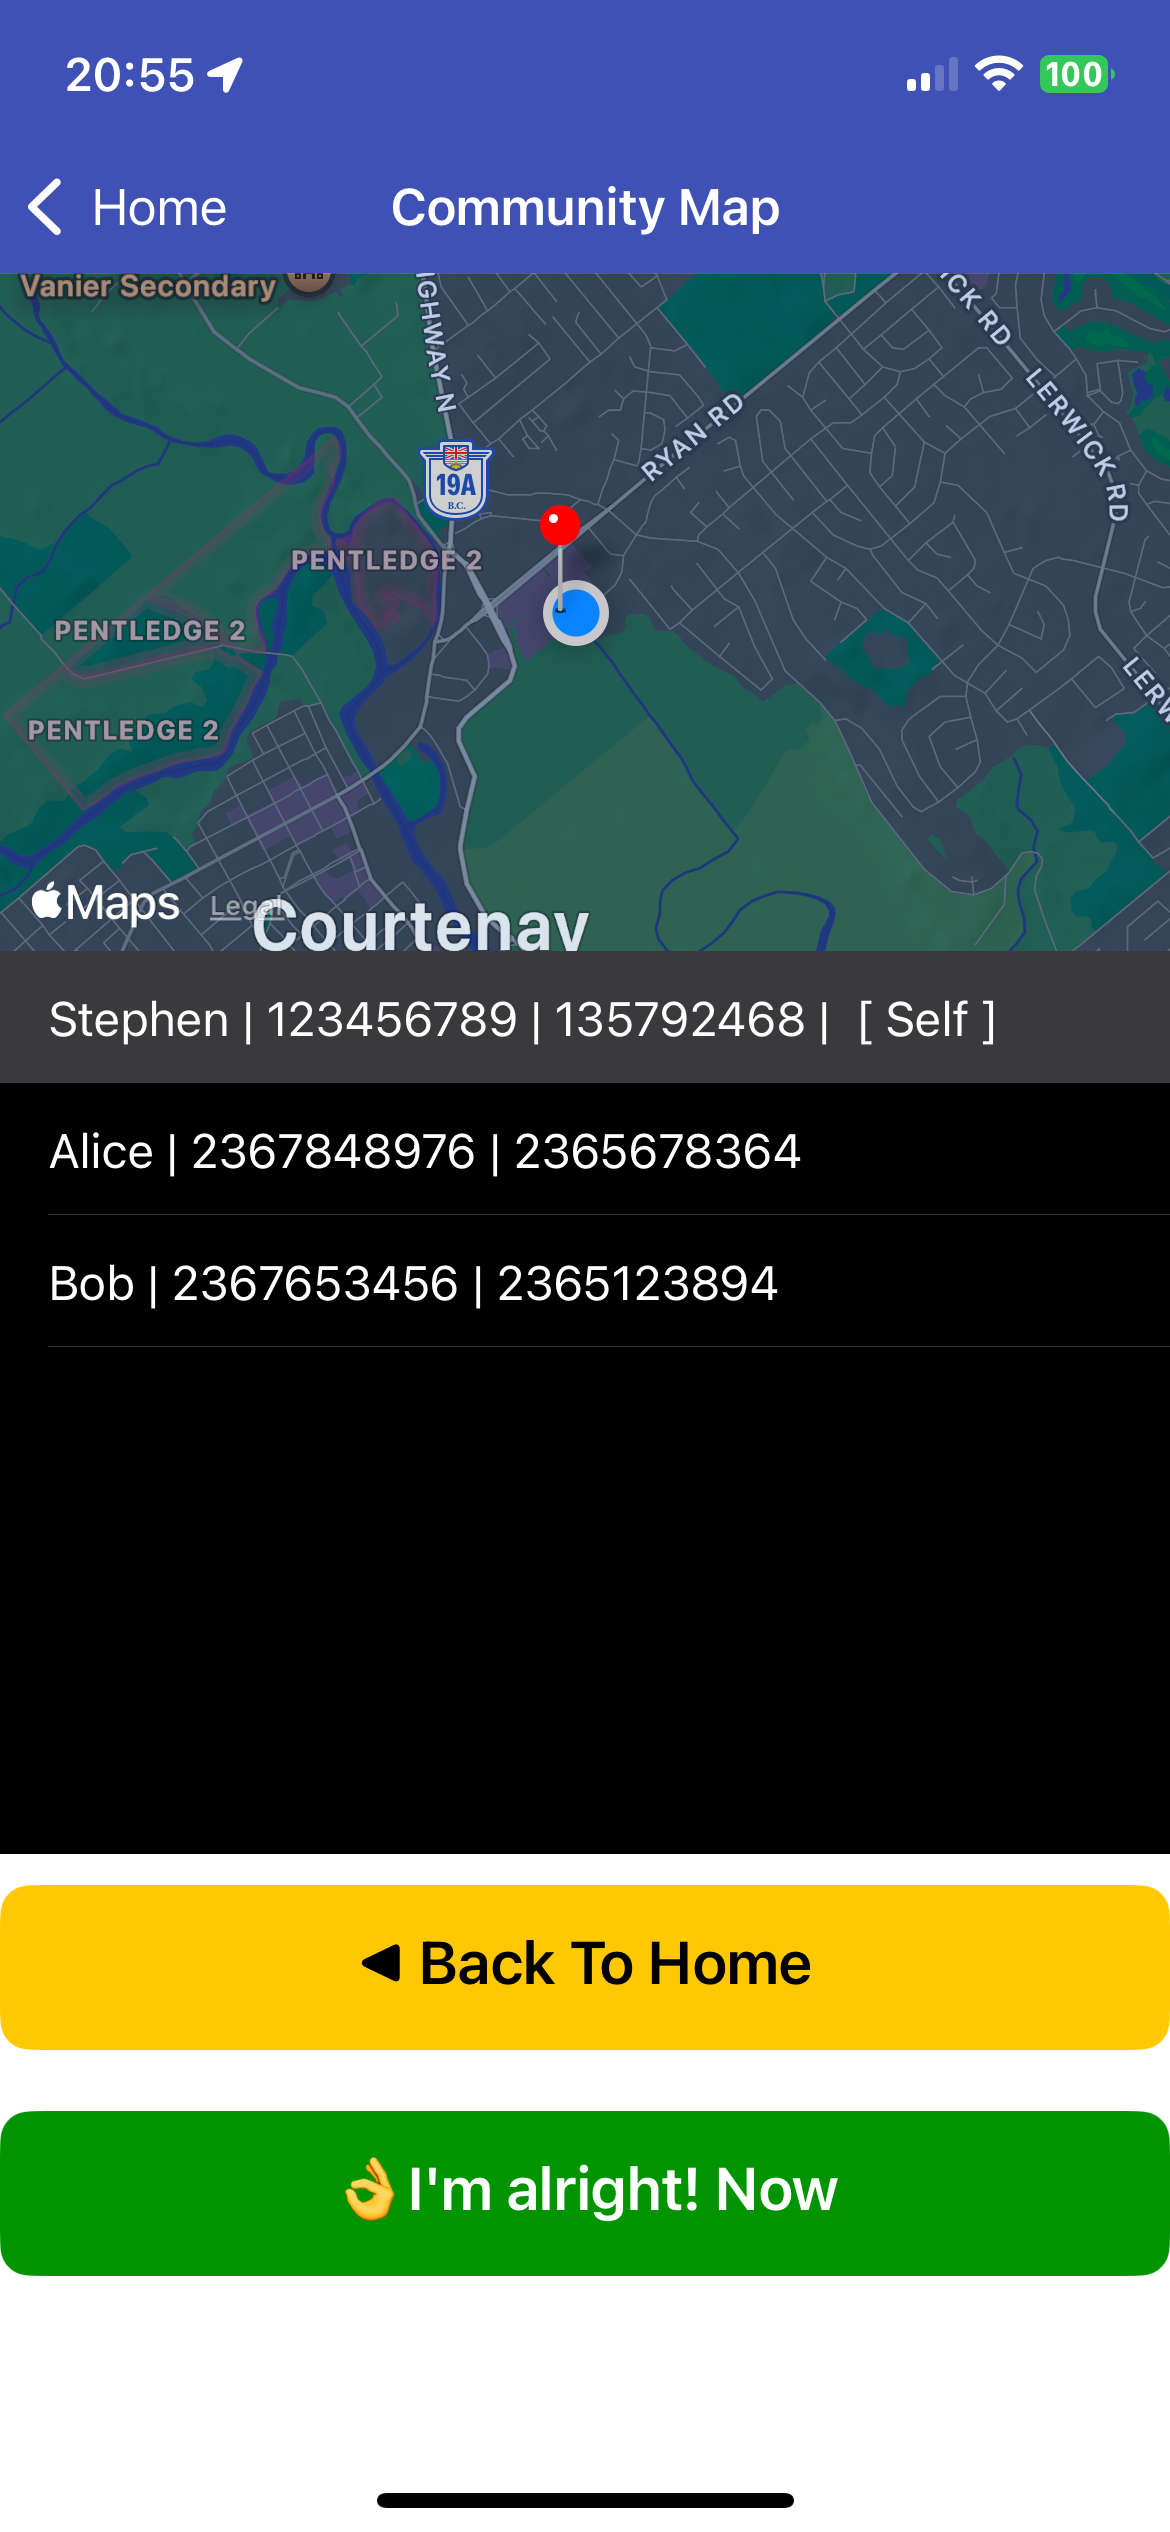 20:55
100
Home
Community Map
Vanier Secondary
IGHWAY N
ICK RD
LERWICK RD
RYAN RD
19A
B.C.
PENTLEDGE 2
PENTLEDGE 2
LERW
PENTLEDGE 2
Maps
Legal
Courtenay
Stephen | 123456789 | 135792468 | [ Self ]
Alice | 2367848976 | 2365678364
Bob | 2367653456 | 2365123894
◀ Back To Home
👌I'm alright! Now